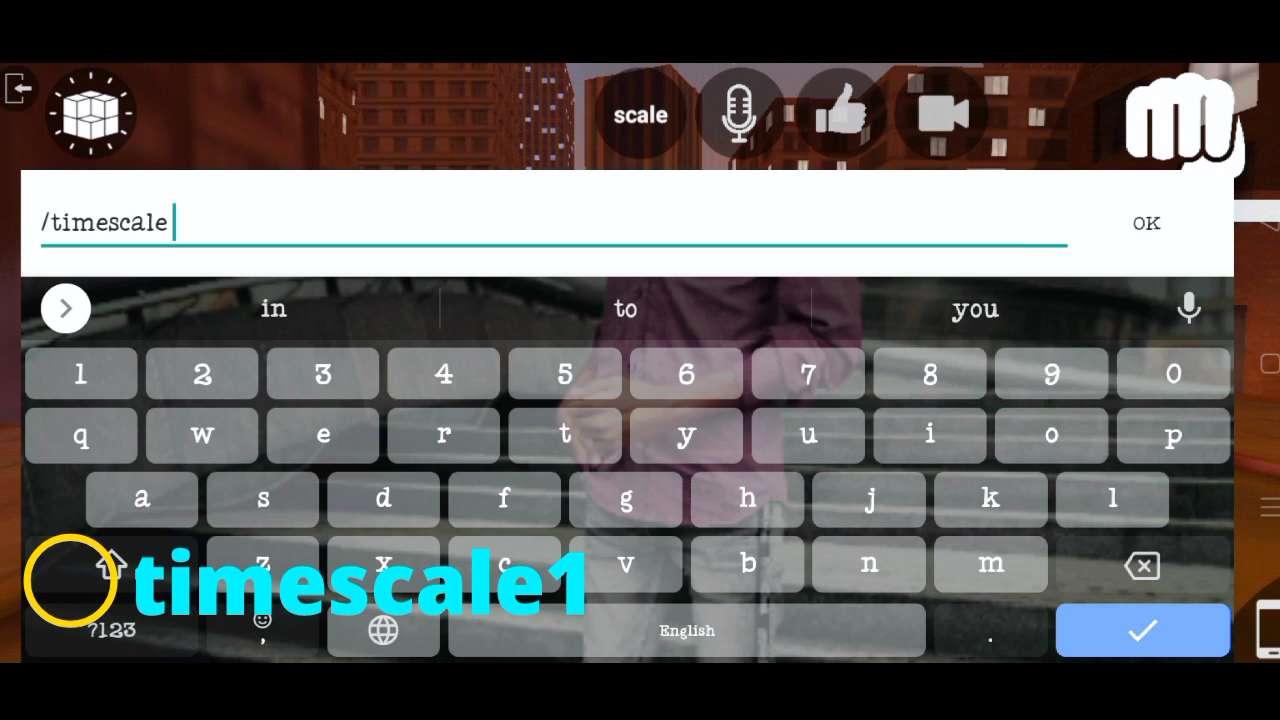 scale
/timescale
OK
in to you
1 2 3 4 5 6 7 8 9 0
q w e r t y u i o p
a s d f g h j k l
z x c v b n m
timescale1
?123 , English .